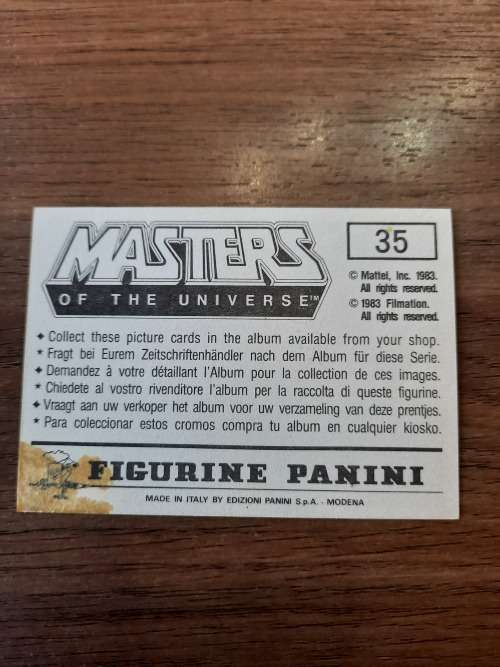 MASTERS
OF THE UNIVERSE™
35
© Mattel, Inc. 1983.
All rights reserved.
© 1983 Filmation.
All rights reserved.
◆ Collect these picture cards in the album available from your shop.
★ Fragt bei Eurem Zeitschriftenhändler nach dem Album für diese Serie.
◆ Demandez à votre détaillant l'Album pour la collection de ces images.
★ Chiedete al vostro rivenditore l'album per la raccolta di queste figurine.
◆ Vraagt aan uw verkoper het album voor uw verzameling van deze prentjes.
★ Para coleccionar estos cromos compra tu album en cualquier kiosko.
FIGURINE PANINI
MADE IN ITALY BY EDIZIONI PANINI S.p.A. - MODENA